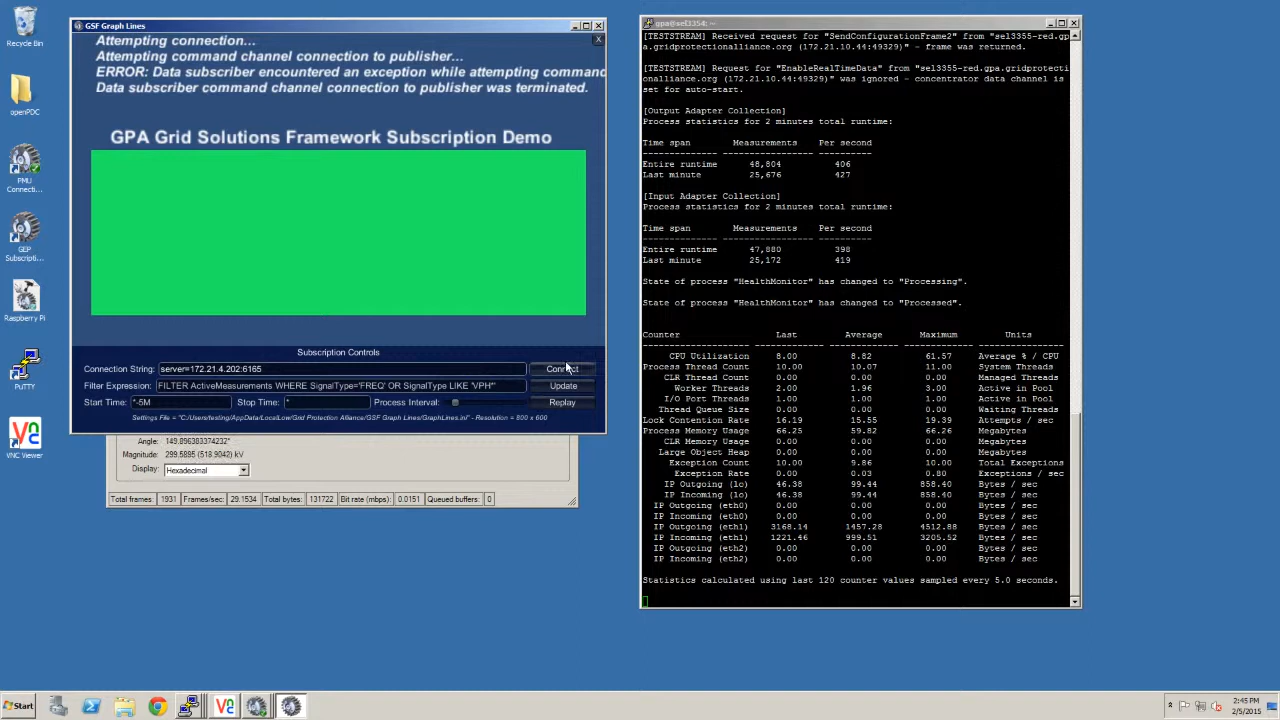 Recycle Bin
openPDC
PMU
Connecti...
GEP
Subscripti...
Raspberry Pi
PuTTY
VNC Viewer
GSF Graph Lines
Attempting connection...
Attempting command channel connection to publisher...
ERROR: Data subscriber encountered an exception while attempting command
Data subscriber command channel connection to publisher was terminated.
GPA Grid Solutions Framework Subscription Demo
Subscription Controls
Connection String: server=172.21.4.202:6165 Connect
Filter Expression: FILTER ActiveMeasurements WHERE SignalType='FREQ' OR SignalType LIKE 'VPH*' Update
Start Time: *-5M Stop Time: * Process Interval: Replay
Settings File = "C:/Users/testing/AppData/LocalLow/Grid Protection Alliance/GSF Graph Lines/GraphLines.ini" - Resolution = 800 x 600
Angle: 149.896383374232°
Magnitude: 299.5895 (518.9042) kV
Display: Hexadecimal
Total frames: 1931 Frames/sec: 29.1534 Total bytes: 131722 Bit rate (mbps): 0.0151 Queued buffers: 0
gpa@sel3354: ~
[TESTSTREAM] Received request for "SendConfigurationFrame2" from "sel3355-red.gp
a.gridprotectionalliance.org (172.21.10.44:49329)" - frame was returned.
[TESTSTREAM] Request for "EnableRealTimeData" from "sel3355-red.gpa.gridprotecti
onalliance.org (172.21.10.44:49329)" was ignored - concentrator data channel is
set for auto-start.
[Output Adapter Collection]
Process statistics for 2 minutes total runtime:
Time span Measurements Per second
--------------- --------------- ----------
Entire runtime 48,804 406
Last minute 25,676 427
[Input Adapter Collection]
Process statistics for 2 minutes total runtime:
Time span Measurements Per second
--------------- --------------- ----------
Entire runtime 47,880 398
Last minute 25,172 419
State of process "HealthMonitor" has changed to "Processing".
State of process "HealthMonitor" has changed to "Processed".
Counter Last Average Maximum Units
CPU Utilization 8.00 8.82 61.57 Average % / CPU
Process Thread Count 10.00 10.07 11.00 System Threads
CLR Thread Count 0.00 0.00 0.00 Managed Threads
Worker Threads 2.00 1.96 3.00 Active in Pool
I/O Port Threads 1.00 1.00 1.00 Active in Pool
Thread Queue Size 0.00 0.00 0.00 Waiting Threads
Lock Contention Rate 16.19 15.55 19.39 Attempts / sec
Process Memory Usage 66.25 59.82 66.26 Megabytes
CLR Memory Usage 0.00 0.00 0.00 Megabytes
Large Object Heap 0.00 0.00 0.00 Megabytes
Exception Count 10.00 9.86 10.00 Total Exceptions
Exception Rate 0.00 0.03 0.80 Exceptions / sec
IP Outgoing (lo) 46.38 99.44 858.40 Bytes / sec
IP Incoming (lo) 46.38 99.44 858.40 Bytes / sec
IP Outgoing (eth0) 0.00 0.00 0.00 Bytes / sec
IP Incoming (eth0) 0.00 0.00 0.00 Bytes / sec
IP Outgoing (eth1) 3168.14 1457.28 4512.88 Bytes / sec
IP Incoming (eth1) 1221.46 999.51 3205.52 Bytes / sec
IP Outgoing (eth2) 0.00 0.00 0.00 Bytes / sec
IP Incoming (eth2) 0.00 0.00 0.00 Bytes / sec
Statistics calculated using last 120 counter values sampled every 5.0 seconds.
Start
2:45 PM
2/5/2015